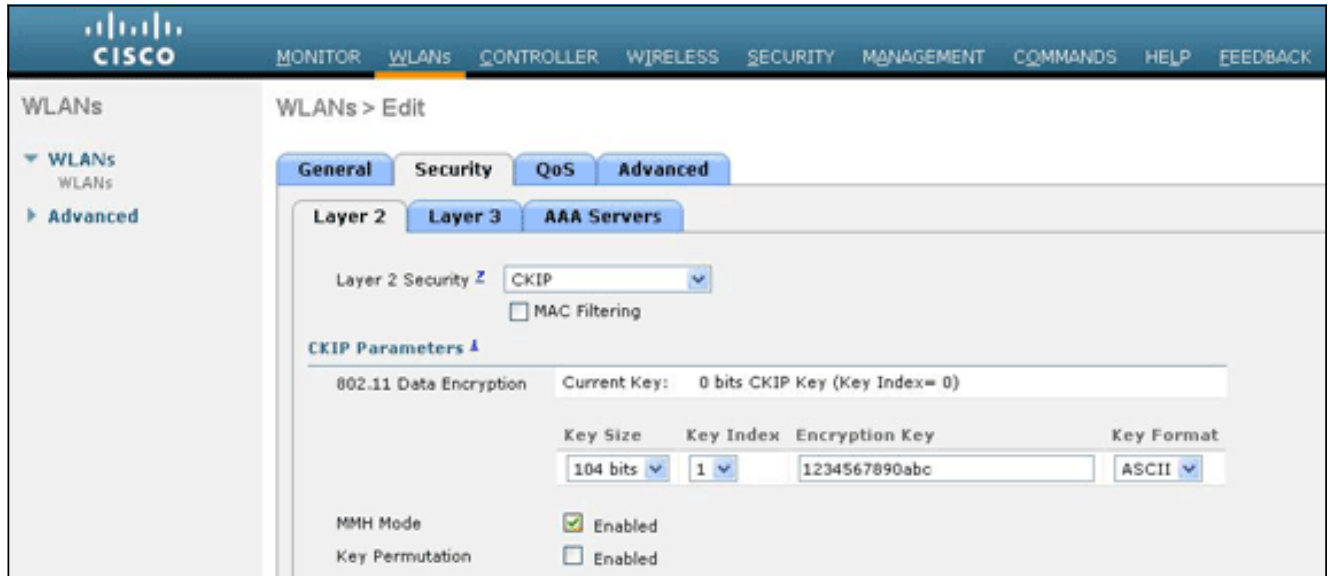 CISCO
MONITOR WLANs CONTROLLER WIRELESS SECURITY MANAGEMENT COMMANDS HELP FEEDBACK
WLANs
WLANs > Edit
WLANs
WLANs
Advanced
General Security QoS Advanced
Layer 2 Layer 3 AAA Servers
Layer 2 Security CKIP
MAC Filtering
CKIP Parameters
802.11 Data Encryption Current Key: 0 bits CKIP Key (Key Index= 0)
Key Size Key Index Encryption Key Key Format
104 bits 1 1234567890abc ASCII
MMH Mode Enabled
Key Permutation Enabled